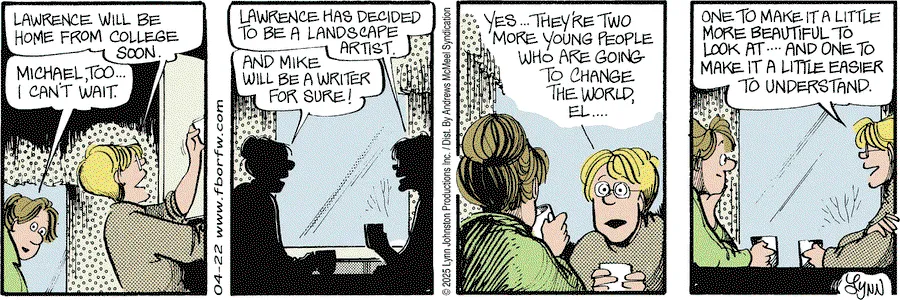 LAWRENCE WILL BE
HOME FROM COLLEGE
SOON.
MICHAEL, TOO...
I CAN'T WAIT.
04-22 www.fborfw.com
LAWRENCE HAS DECIDED
TO BE A LANDSCAPE
ARTIST.
AND MIKE
WILL BE A WRITER
FOR SURE!
© 2025 Lynn Johnston Productions Inc. / Dist. By Andrews McMeel Syndication
YES... THEY'RE TWO
MORE YOUNG PEOPLE
WHO ARE GOING
TO CHANGE
THE WORLD,
EL....
ONE TO MAKE IT A LITTLE
MORE BEAUTIFUL TO
LOOK AT.... AND ONE TO
MAKE IT A LITTLE EASIER
TO UNDERSTAND.
LYNN